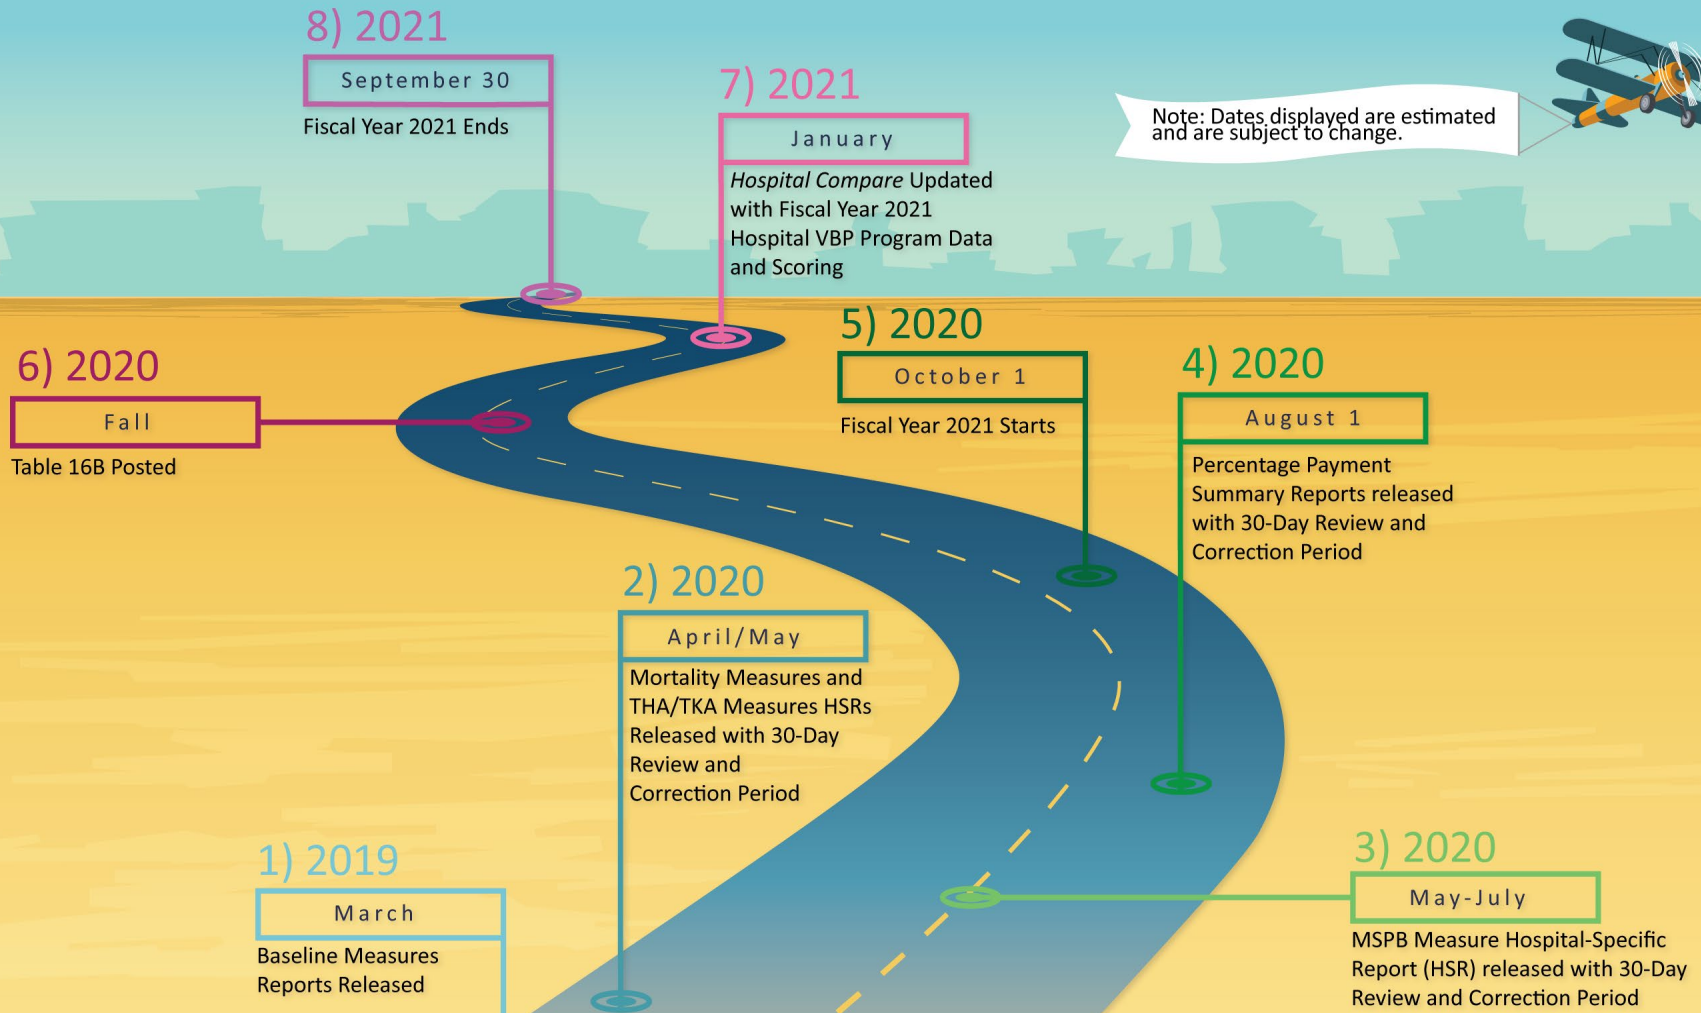 8) 2021
September 30
Fiscal Year 2021 Ends
7) 2021
January
Hospital Compare Updated
with Fiscal Year 2021
Hospital VBP Program Data
and Scoring
Note: Dates displayed are estimated
and are subject to change.
6) 2020
Fall
Table 16B Posted
5) 2020
October 1
Fiscal Year 2021 Starts
4) 2020
August 1
Percentage Payment
Summary Reports released
with 30-Day Review and
Correction Period
2) 2020
April/May
Mortality Measures and
THA/TKA Measures HSRs
Released with 30-Day
Review and
Correction Period
1) 2019
March
Baseline Measures
Reports Released
3) 2020
May-July
MSPB Measure Hospital-Specific
Report (HSR) released with 30-Day
Review and Correction Period